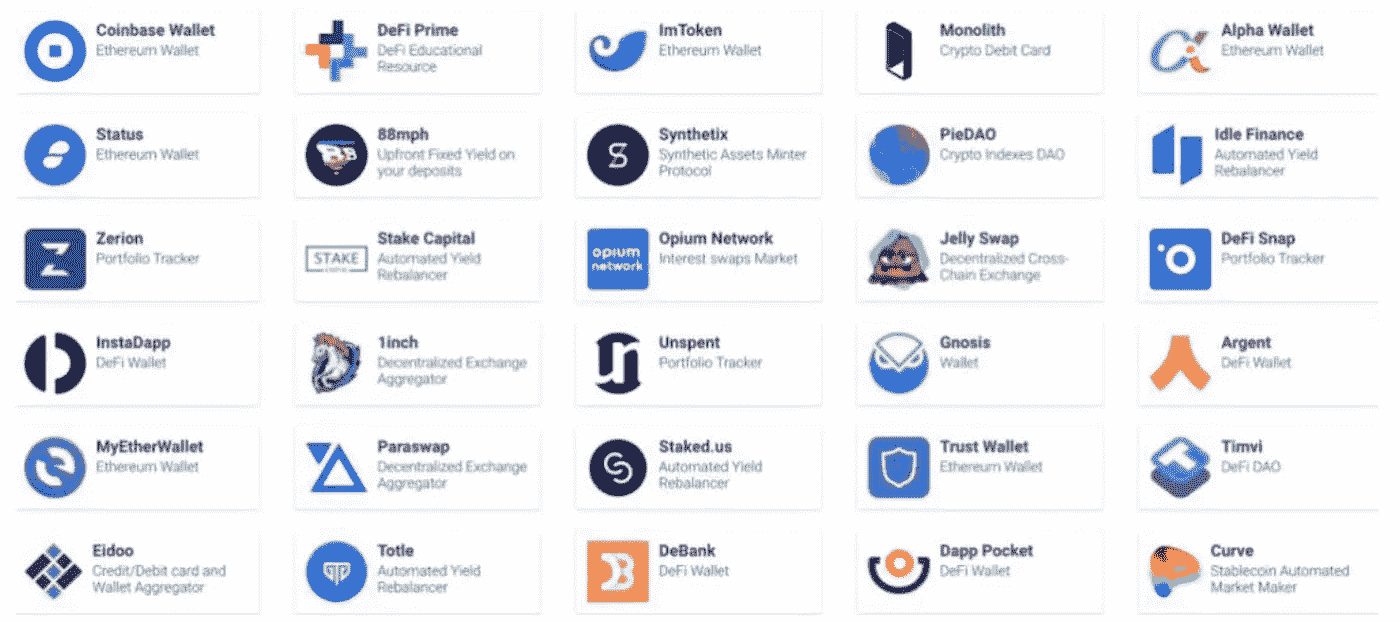 Coinbase Wallet
Ethereum Wallet
DeFi Prime
DeFi Educational
Resource
ImToken
Ethereum Wallet
Monolith
Crypto Debit Card
Alpha Wallet
Ethereum Wallet
Status
Ethereum Wallet
88mph
Upfront Fixed Yield on
your deposits
Synthetix
Synthetic Assets Minter
Protocol
PieDAO
Crypto Indexes DAO
Idle Finance
Automated Yield
Rebalancer
Zerion
Portfolio Tracker
STAKE
Stake Capital
Automated Yield
Rebalancer
opium
network
Opium Network
Interest swaps Market
Jelly Swap
Decentralized Cross-
Chain Exchange
DeFi Snap
Portfolio Tracker
InstaDapp
DeFi Wallet
1inch
Decentralized Exchange
Aggregator
Unspent
Portfolio Tracker
Gnosis
Wallet
Argent
DeFi Wallet
MyEtherWallet
Ethereum Wallet
Paraswap
Decentralized Exchange
Aggregator
Staked.us
Automated Yield
Rebalancer
Trust Wallet
Ethereum Wallet
Timvi
DeFi DAO
Eidoo
Credit/Debit card and
Wallet Aggregator
Totle
Automated Yield
Rebalancer
DeBank
DeFi Wallet
Dapp Pocket
DeFi Wallet
Curve
Stablecoin Automated
Market Maker